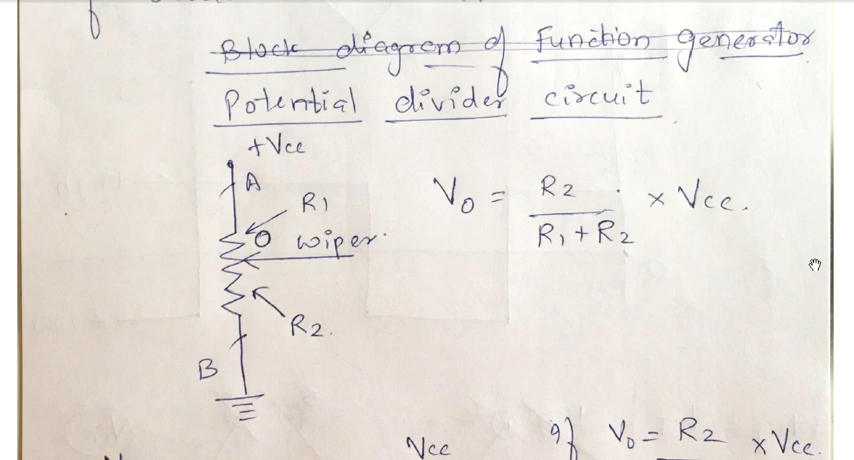 Block diagram of Function generator
Potential divider circuit
+Vcc
A
R1
O wiper.
R2.
B
Vo = R2 / R1 + R2 × Vcc.
Vcc
Vo = R2 × Vcc.